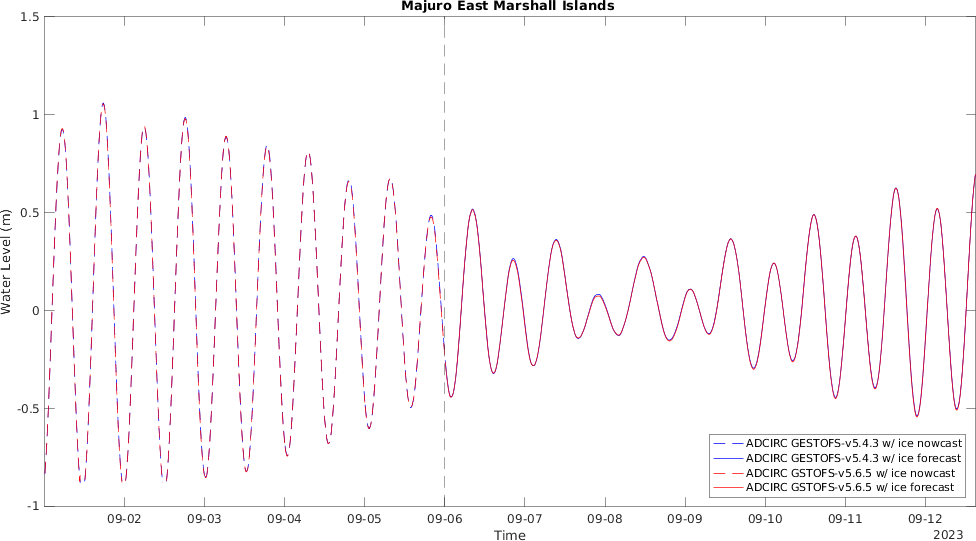 Majuro East Marshall Islands
1.5
1
0.5
0
-0.5
-1
Water Level (m)
ADCIRC GESTOFS-v5.4.3 w/ ice nowcast
ADCIRC GESTOFS-v5.4.3 w/ ice forecast
ADCIRC GSTOFS-v5.6.5 w/ ice nowcast
ADCIRC GSTOFS-v5.6.5 w/ ice forecast
09-02 09-03 09-04 09-05 09-06 09-07 09-08 09-09 09-10 09-11 09-12
Time
2023